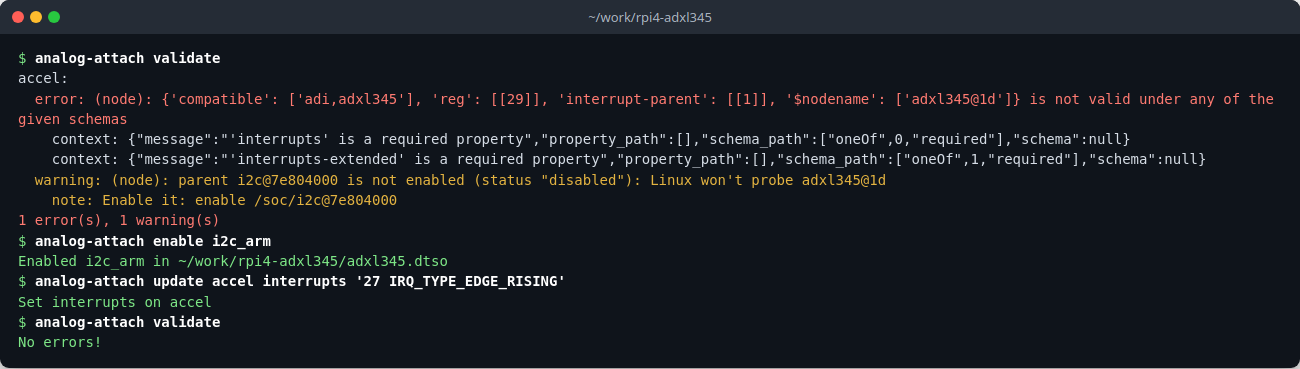 ~/work/rpi4-adxl345
$ analog-attach validate
accel:
  error: (node): {'compatible': ['adi,adxl345'], 'reg': [[29]], 'interrupt-parent': [[1]], '$nodename': ['adxl345@1d']} is not valid under any of the
given schemas
    context: {"message":"'interrupts' is a required property","property_path":[],"schema_path":["oneOf",0,"required"],"schema":null}
    context: {"message":"'interrupts-extended' is a required property","property_path":[],"schema_path":["oneOf",1,"required"],"schema":null}
  warning: (node): parent i2c@7e804000 is not enabled (status "disabled"): Linux won't probe adxl345@1d
    note: Enable it: enable /soc/i2c@7e804000
1 error(s), 1 warning(s)
$ analog-attach enable i2c_arm
Enabled i2c_arm in ~/work/rpi4-adxl345/adxl345.dtso
$ analog-attach update accel interrupts '27 IRQ_TYPE_EDGE_RISING'
Set interrupts on accel
$ analog-attach validate
No errors!